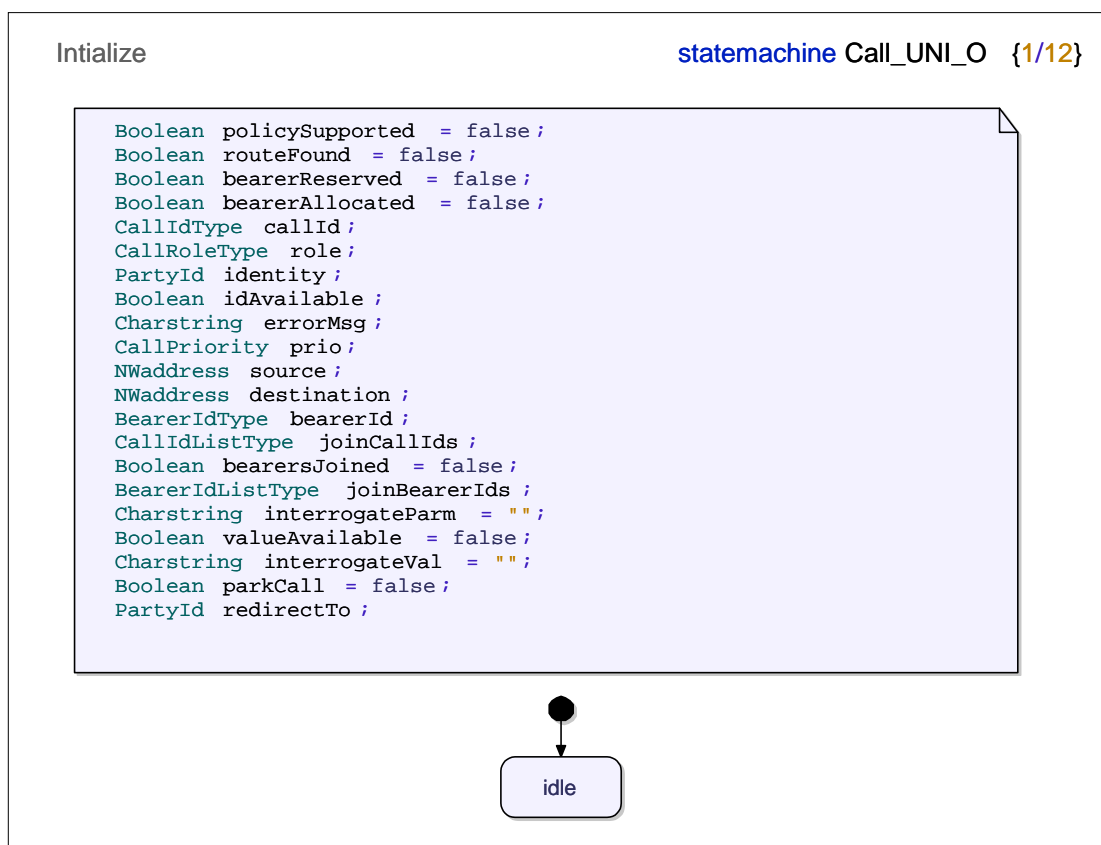 Intialize
statemachine Call_UNI_O {1/12}
Boolean policySupported = false;
Boolean routeFound = false;
Boolean bearerReserved = false;
Boolean bearerAllocated = false;
CallIdType callId;
CallRoleType role;
PartyId identity;
Boolean idAvailable;
Charstring errorMsg;
CallPriority prio;
NWaddress source;
NWaddress destination;
BearerIdType bearerId;
CallIdListType joinCallIds;
Boolean bearersJoined = false;
BearerIdListType joinBearerIds;
Charstring interrogateParm = "";
Boolean valueAvailable = false;
Charstring interrogateVal = "";
Boolean parkCall = false;
PartyId redirectTo;
idle